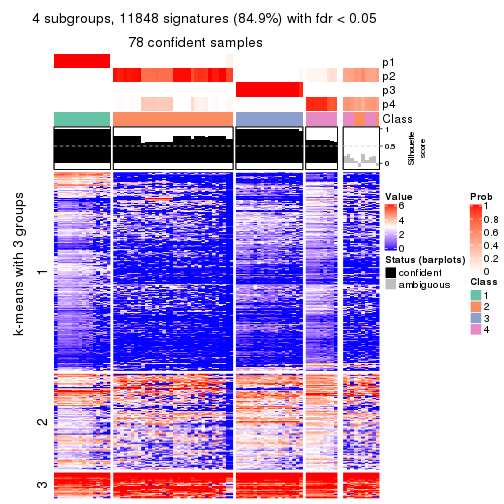 4 subgroups, 11848 signatures (84.9%) with fdr < 0.05
78 confident samples
p1
p2
p3
p4
Class
1
0.5
0
Silhouette
score
k-means with 3 groups
1
2
3
Value
6
4
2
0
Status (barplots)
confident
ambiguous
Prob
1
0.8
0.6
0.4
0.2
0
Class
1
2
3
4